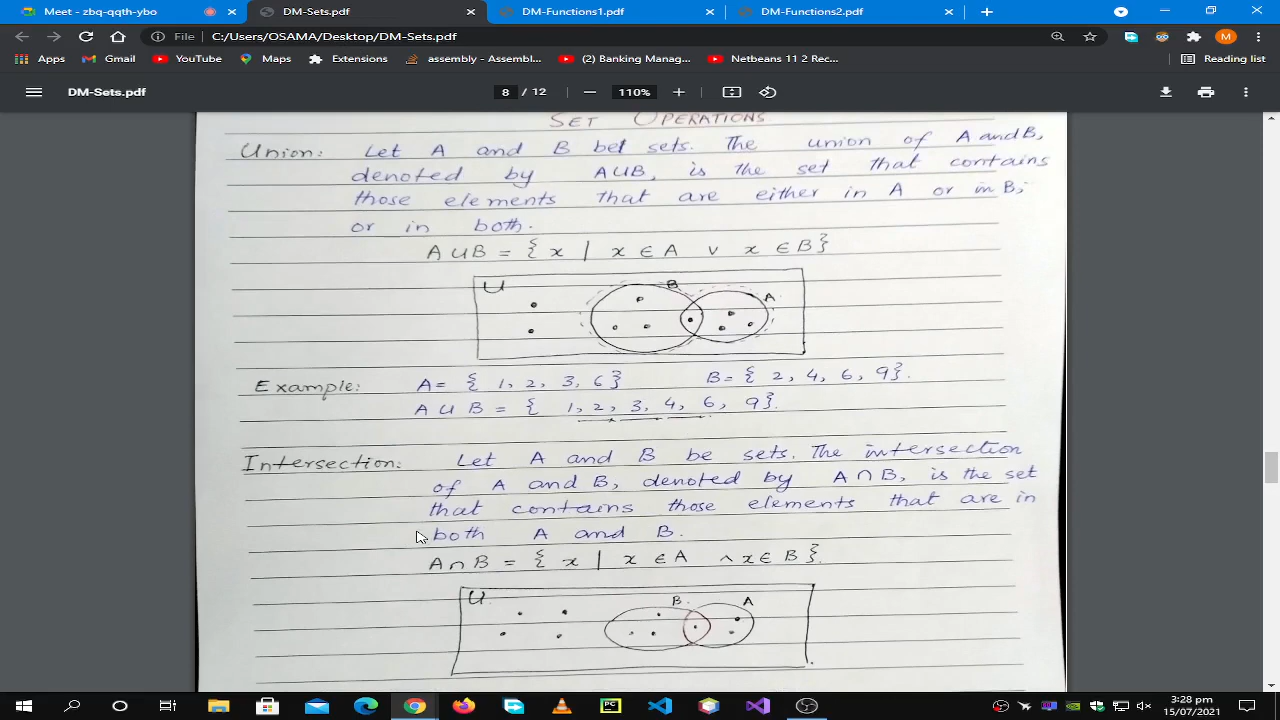 Meet - zbq-qqth-ybo
DM-Sets.pdf
DM-Functions1.pdf
DM-Functions2.pdf
File C:/Users/OSAMA/Desktop/DM-Sets.pdf
Apps Gmail YouTube Maps Extensions assembly - Assembl... (2) Banking Manag... Netbeans 11 2 Rec... Reading list
DM-Sets.pdf 8 / 12 110%
SET OPERATIONS
Union: Let A and B bet sets. The union of A and B,
denoted by A∪B, is the set that contains
those elements that are either in A or in B,
or in both.
A∪B = { x | x ∈ A ∨ x ∈ B}
U B A
Example: A = { 1, 2, 3, 6} B = { 2, 4, 6, 9}.
A ∪ B = { 1, 2, 3, 4, 6, 9}.
Intersection: Let A and B be sets. The intersection
of A and B, denoted by A∩B, is the set
that contains those elements that are in
both A and B.
A∩B = { x | x ∈ A ∧ x ∈ B}.
U B A
3:28 pm
15/07/2021